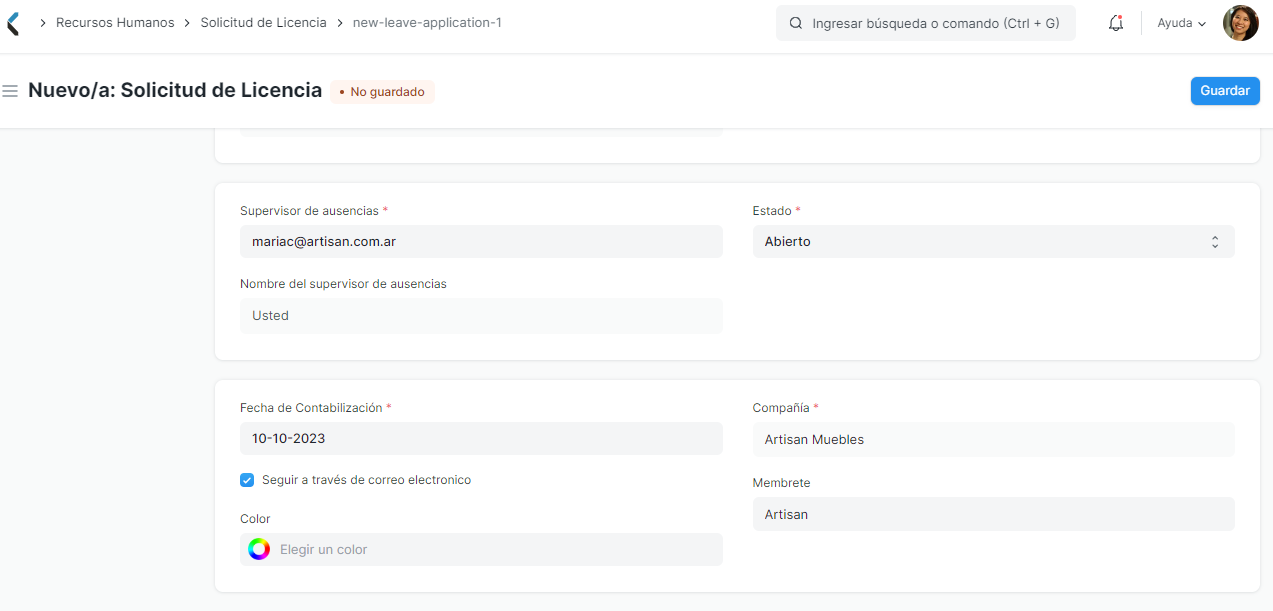 Recursos Humanos > Solicitud de Licencia > new-leave-application-1
Ingresar búsqueda o comando (Ctrl + G)
Ayuda
Nuevo/a: Solicitud de Licencia
• No guardado
Guardar
Supervisor de ausencias *
mariac@artisan.com.ar
Estado *
Abierto
Nombre del supervisor de ausencias
Usted
Fecha de Contabilización *
10-10-2023
Compañía *
Artisan Muebles
Seguir a través de correo electronico
Membrete
Artisan
Color
Elegir un color